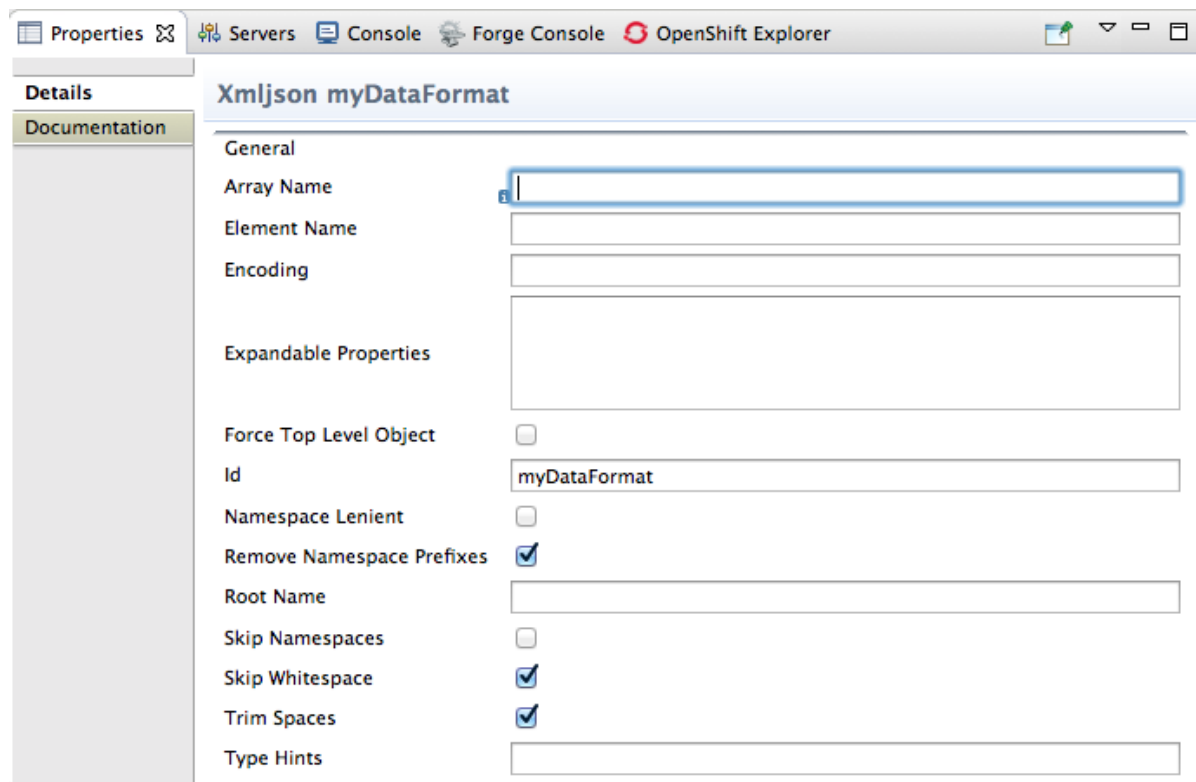 Properties Servers Console Forge Console OpenShift Explorer
Details
Documentation
Xmljson myDataFormat
General
Array Name
Element Name
Encoding
Expandable Properties
Force Top Level Object
Id myDataFormat
Namespace Lenient
Remove Namespace Prefixes
Root Name
Skip Namespaces
Skip Whitespace
Trim Spaces
Type Hints